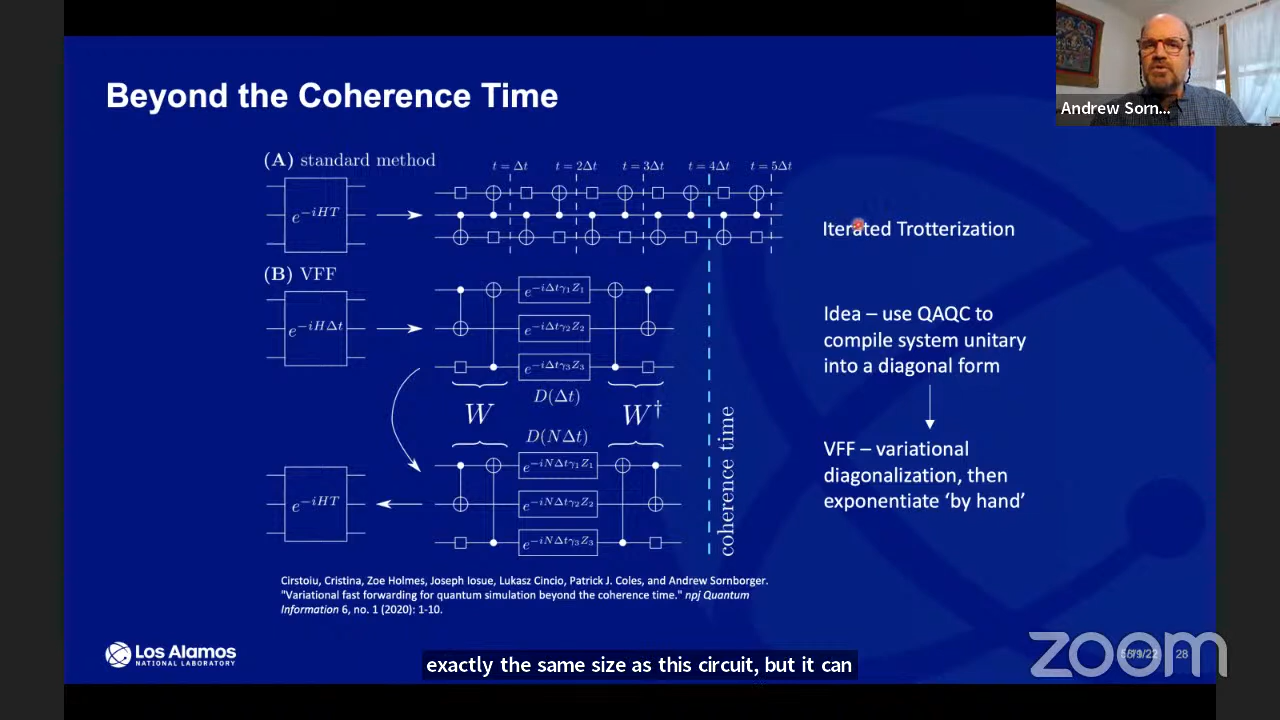 Andrew Sorn...
Beyond the Coherence Time
(A) standard method
t = Δt t = 2Δt t = 3Δt t = 4Δt t = 5Δt
e^{-iHT}
Iterated Trotterization
(B) VFF
e^{-iHΔt}
e^{-iΔtγ₁Z₁}
e^{-iΔtγ₂Z₂}
e^{-iΔtγ₃Z₃}
W D(Δt) W†
Idea – use QAQC to
compile system unitary
into a diagonal form
D(NΔt)
e^{-iHT}
e^{-iNΔtγ₁Z₁}
e^{-iNΔtγ₂Z₂}
e^{-iNΔtγ₃Z₃}
coherence time
VFF – variational
diagonalization, then
exponentiate ‘by hand’
Cirstoiu, Cristina, Zoe Holmes, Joseph Iosue, Lukasz Cincio, Patrick J. Coles, and Andrew Sornborger.
"Variational fast forwarding for quantum simulation beyond the coherence time." npj Quantum
Information 6, no. 1 (2020): 1-10.
Los Alamos
NATIONAL LABORATORY
exactly the same size as this circuit, but it can
zoom
28